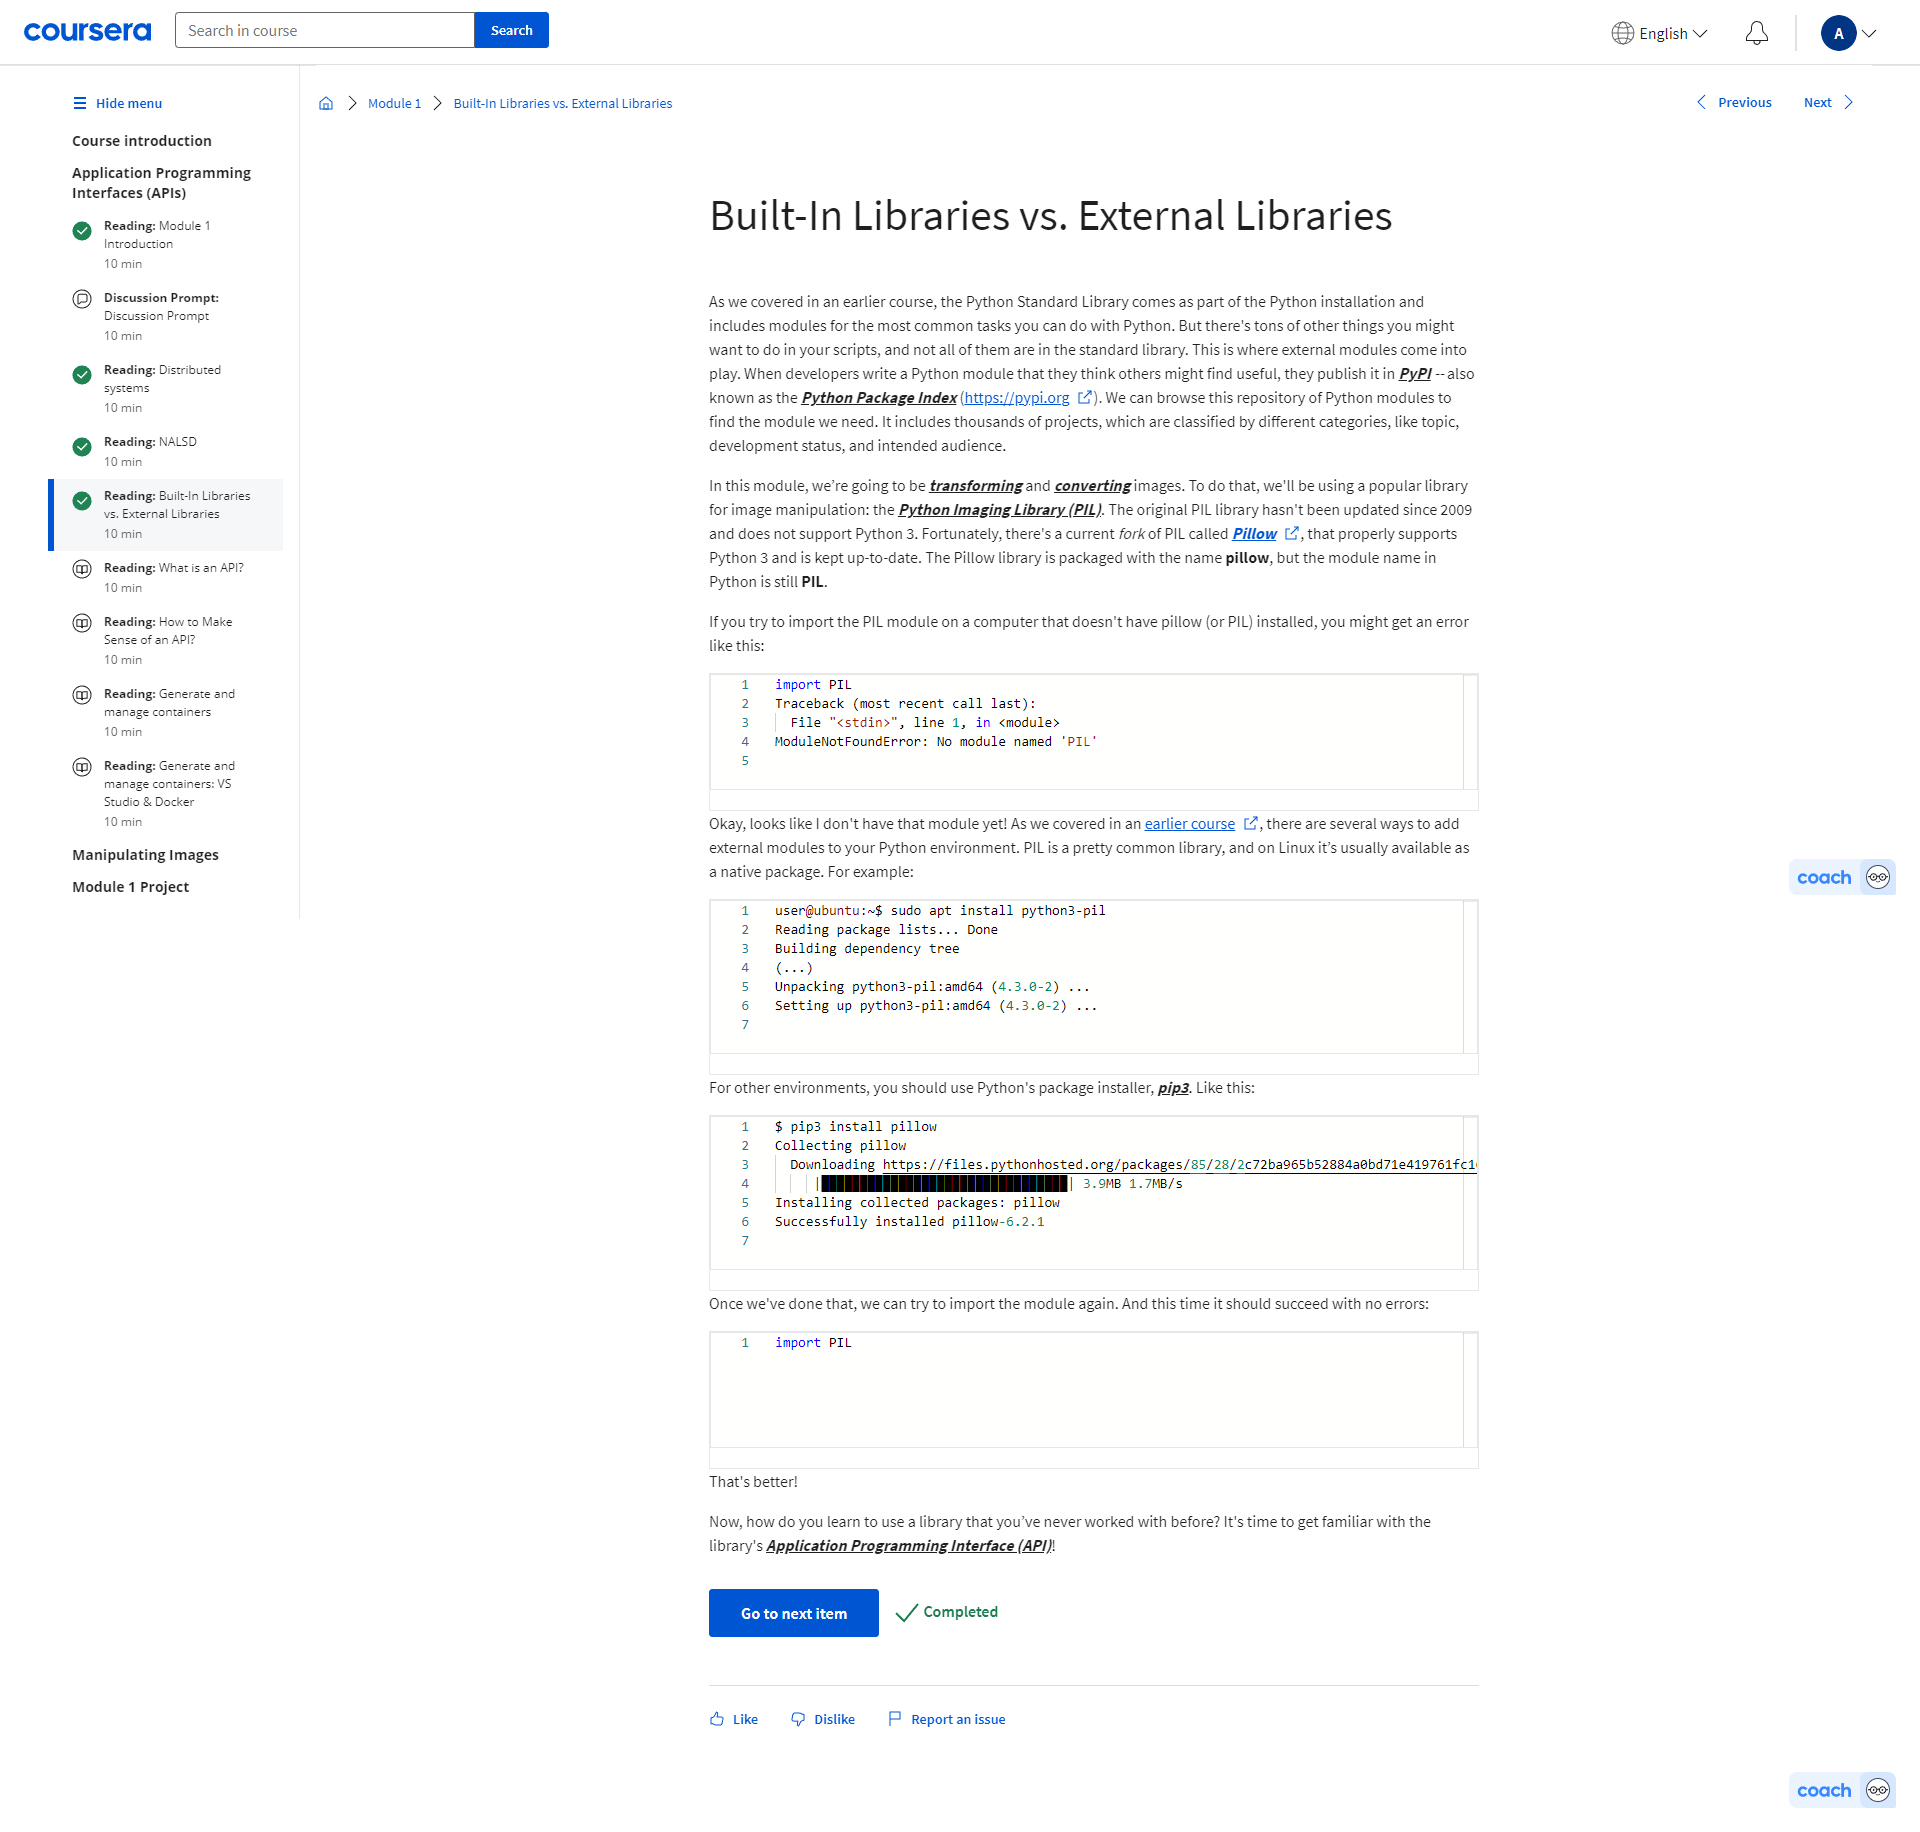 coursera
Search in course
Search
English
A
Hide menu
Course introduction
Application Programming
Interfaces (APIs)
Reading: Module 1
Introduction
10 min
Discussion Prompt:
Discussion Prompt
10 min
Reading: Distributed
systems
10 min
Reading: NALSD
10 min
Reading: Built-In Libraries
vs. External Libraries
10 min
Reading: What is an API?
10 min
Reading: How to Make
Sense of an API?
10 min
Reading: Generate and
manage containers
10 min
Reading: Generate and
manage containers: VS
Studio & Docker
10 min
Manipulating Images
Module 1 Project
Module 1
Built-In Libraries vs. External Libraries
Previous
Next
Built-In Libraries vs. External Libraries
As we covered in an earlier course, the Python Standard Library comes as part of the Python installation and
includes modules for the most common tasks you can do with Python. But there's tons of other things you might
want to do in your scripts, and not all of them are in the standard library. This is where external modules come into
play. When developers write a Python module that they think others might find useful, they publish it in PyPI -- also
known as the Python Package Index (https://pypi.org). We can browse this repository of Python modules to
find the module we need. It includes thousands of projects, which are classified by different categories, like topic,
development status, and intended audience.
In this module, we’re going to be transforming and converting images. To do that, we'll be using a popular library
for image manipulation: the Python Imaging Library (PIL). The original PIL library hasn't been updated since 2009
and does not support Python 3. Fortunately, there's a current fork of PIL called Pillow, that properly supports
Python 3 and is kept up-to-date. The Pillow library is packaged with the name pillow, but the module name in
Python is still PIL.
If you try to import the PIL module on a computer that doesn't have pillow (or PIL) installed, you might get an error
like this:
1 import PIL
2 Traceback (most recent call last):
3 File "<stdin>", line 1, in <module>
4 ModuleNotFoundError: No module named 'PIL'
5
Okay, looks like I don't have that module yet! As we covered in an earlier course, there are several ways to add
external modules to your Python environment. PIL is a pretty common library, and on Linux it’s usually available as
a native package. For example:
1 user@ubuntu:~$ sudo apt install python3-pil
2 Reading package lists... Done
3 Building dependency tree
4 (...)
5 Unpacking python3-pil:amd64 (4.3.0-2) ...
6 Setting up python3-pil:amd64 (4.3.0-2) ...
7
For other environments, you should use Python's package installer, pip3. Like this:
1 $ pip3 install pillow
2 Collecting pillow
3 Downloading https://files.pythonhosted.org/packages/85/28/2c72ba965b52884a0bd71e419761fc1
4 |████████████████████████████████| 3.9MB 1.7MB/s
5 Installing collected packages: pillow
6 Successfully installed pillow-6.2.1
7
Once we've done that, we can try to import the module again. And this time it should succeed with no errors:
1 import PIL
That's better!
Now, how do you learn to use a library that you’ve never worked with before? It's time to get familiar with the
library's Application Programming Interface (API)!
Go to next item
Completed
Like
Dislike
Report an issue
coach
coach